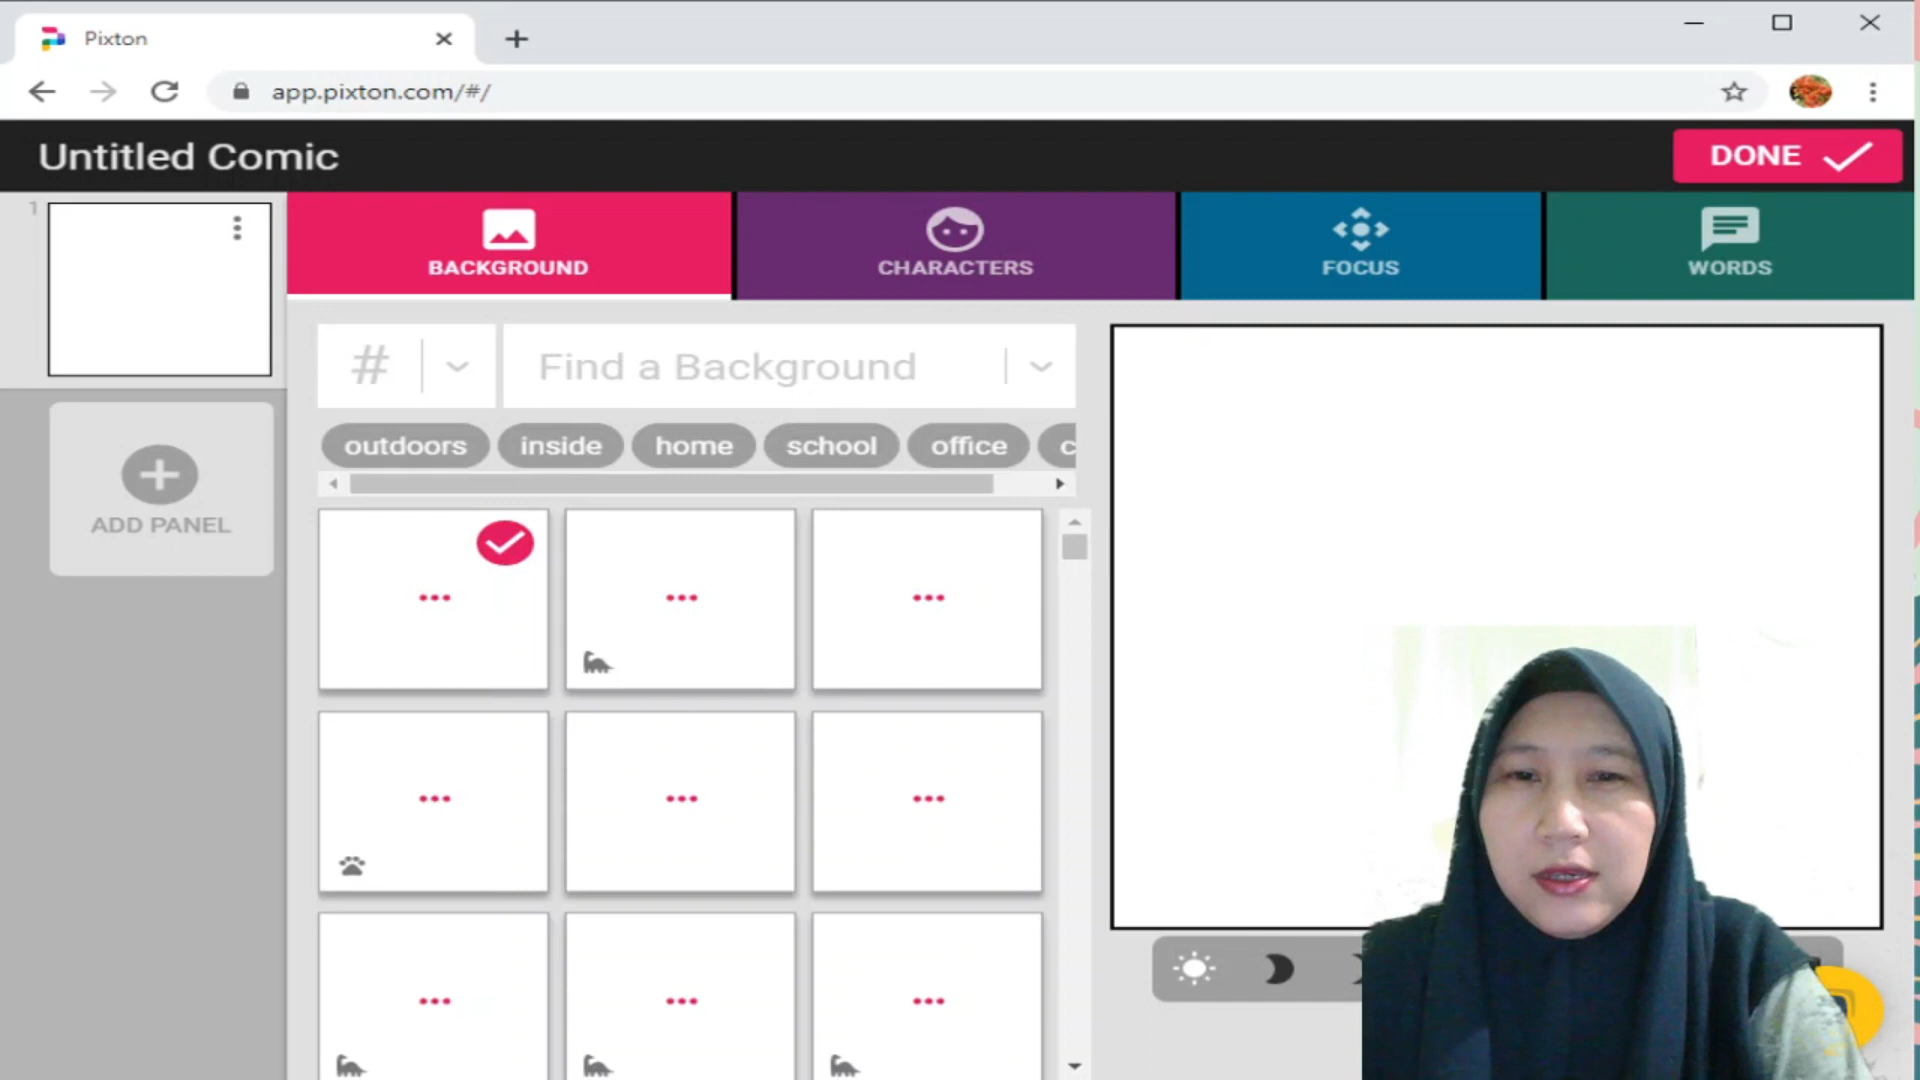 Pixton
app.pixton.com/#/
Untitled Comic
DONE
1
BACKGROUND
CHARACTERS
FOCUS
WORDS
# Find a Background
outdoors inside home school office c
ADD PANEL